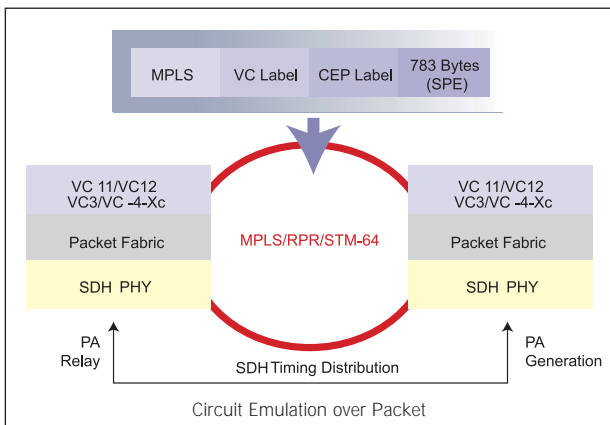 MPLS
VC Label
CEP Label
783 Bytes
(SPE)
VC 11/VC12
VC3/VC -4-Xc
Packet Fabric
SDH PHY
MPLS/RPR/STM-64
VC 11/VC12
VC3/VC -4-Xc
Packet Fabric
SDH PHY
PA
Relay
SDH Timing Distribution
PA
Generation
Circuit Emulation over Packet